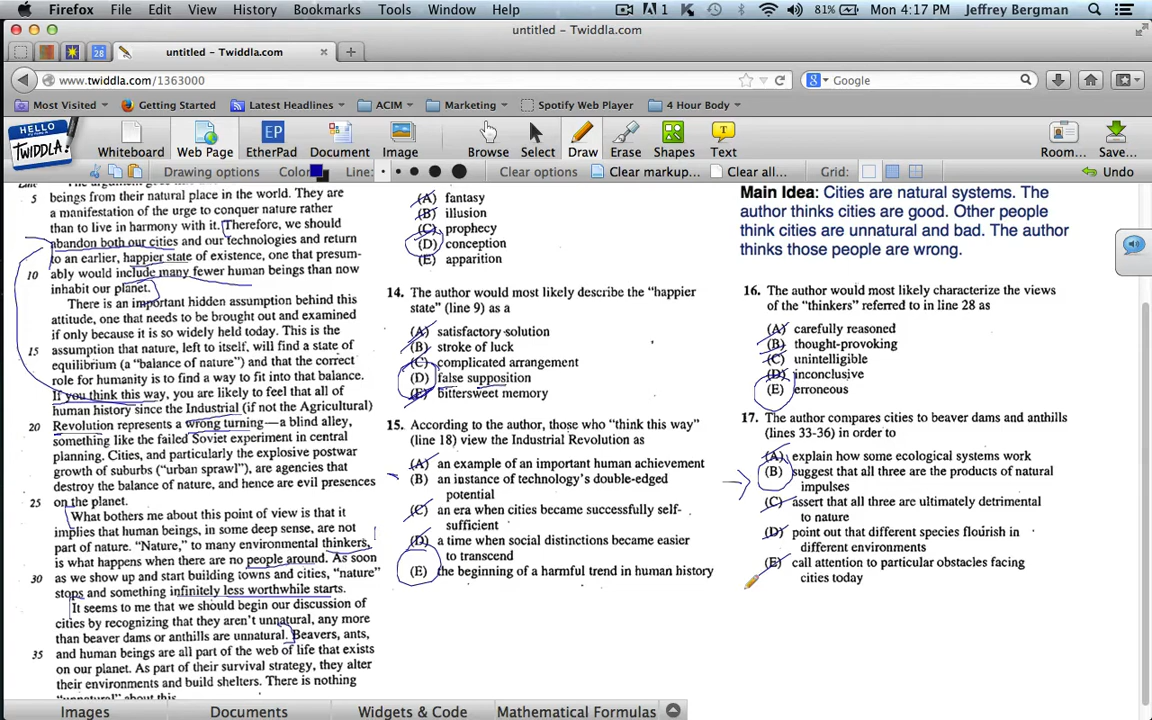 Firefox File Edit View History Bookmarks Tools Window Help 1 81% Mon 4:17 PM Jeffrey Bergman
untitled - Twiddla.com
28 untitled - Twiddla.com
www.twiddla.com/1363000 Google
Most Visited Getting Started Latest Headlines ACIM Marketing Spotify Web Player 4 Hour Body
HELLO
TWIDDLA!
Whiteboard Web Page EtherPad Document Image Browse Select Draw Erase Shapes Text Room... Save...
Drawing options Color: Line: Clear options Clear markup... Clear all... Grid: Undo
Line
5 beings from their natural place in the world. They are
a manifestation of the urge to conquer nature rather
than to live in harmony with it. Therefore, we should
abandon both our cities and our technologies and return
to an earlier, happier state of existence, one that presum-
10 ably would include many fewer human beings than now
inhabit our planet.
There is an important hidden assumption behind this
attitude, one that needs to be brought out and examined
if only because it is so widely held today. This is the
15 assumption that nature, left to itself, will find a state of
equilibrium (a "balance of nature") and that the correct
role for humanity is to find a way to fit into that balance.
If you think this way, you are likely to feel that all of
human history since the Industrial (if not the Agricultural)
20 Revolution represents a wrong turning—a blind alley,
something like the failed Soviet experiment in central
planning. Cities, and particularly the explosive postwar
growth of suburbs ("urban sprawl"), are agencies that
destroy the balance of nature, and hence are evil presences
25 on the planet.
What bothers me about this point of view is that it
implies that human beings, in some deep sense, are not
part of nature. "Nature," to many environmental thinkers,
is what happens when there are no people around. As soon
30 as we show up and start building towns and cities, "nature"
stops and something infinitely less worthwhile starts.
It seems to me that we should begin our discussion of
cities by recognizing that they aren't unnatural, any more
than beaver dams or anthills are unnatural. Beavers, ants,
35 and human beings are all part of the web of life that exists
on our planet. As part of their survival strategy, they alter
their environments and build shelters. There is nothing
"unnatural" about this.
(A) fantasy
(B) illusion
(C) prophecy
(D) conception
(E) apparition
14. The author would most likely describe the "happier
state" (line 9) as a
(A) satisfactory solution
(B) stroke of luck
(C) complicated arrangement
(D) false supposition
(E) bittersweet memory
15. According to the author, those who "think this way"
(line 18) view the Industrial Revolution as
(A) an example of an important human achievement
(B) an instance of technology's double-edged
potential
(C) an era when cities became successfully self-
sufficient
(D) a time when social distinctions became easier
to transcend
(E) the beginning of a harmful trend in human history
Main Idea: Cities are natural systems. The
author thinks cities are good. Other people
think cities are unnatural and bad. The author
thinks those people are wrong.
16. The author would most likely characterize the views
of the "thinkers" referred to in line 28 as
(A) carefully reasoned
(B) thought-provoking
(C) unintelligible
(D) inconclusive
(E) erroneous
17. The author compares cities to beaver dams and anthills
(lines 33-36) in order to
(A) explain how some ecological systems work
(B) suggest that all three are the products of natural
impulses
(C) assert that all three are ultimately detrimental
to nature
(D) point out that different species flourish in
different environments
(E) call attention to particular obstacles facing
cities today
Images Documents Widgets & Code Mathematical Formulas